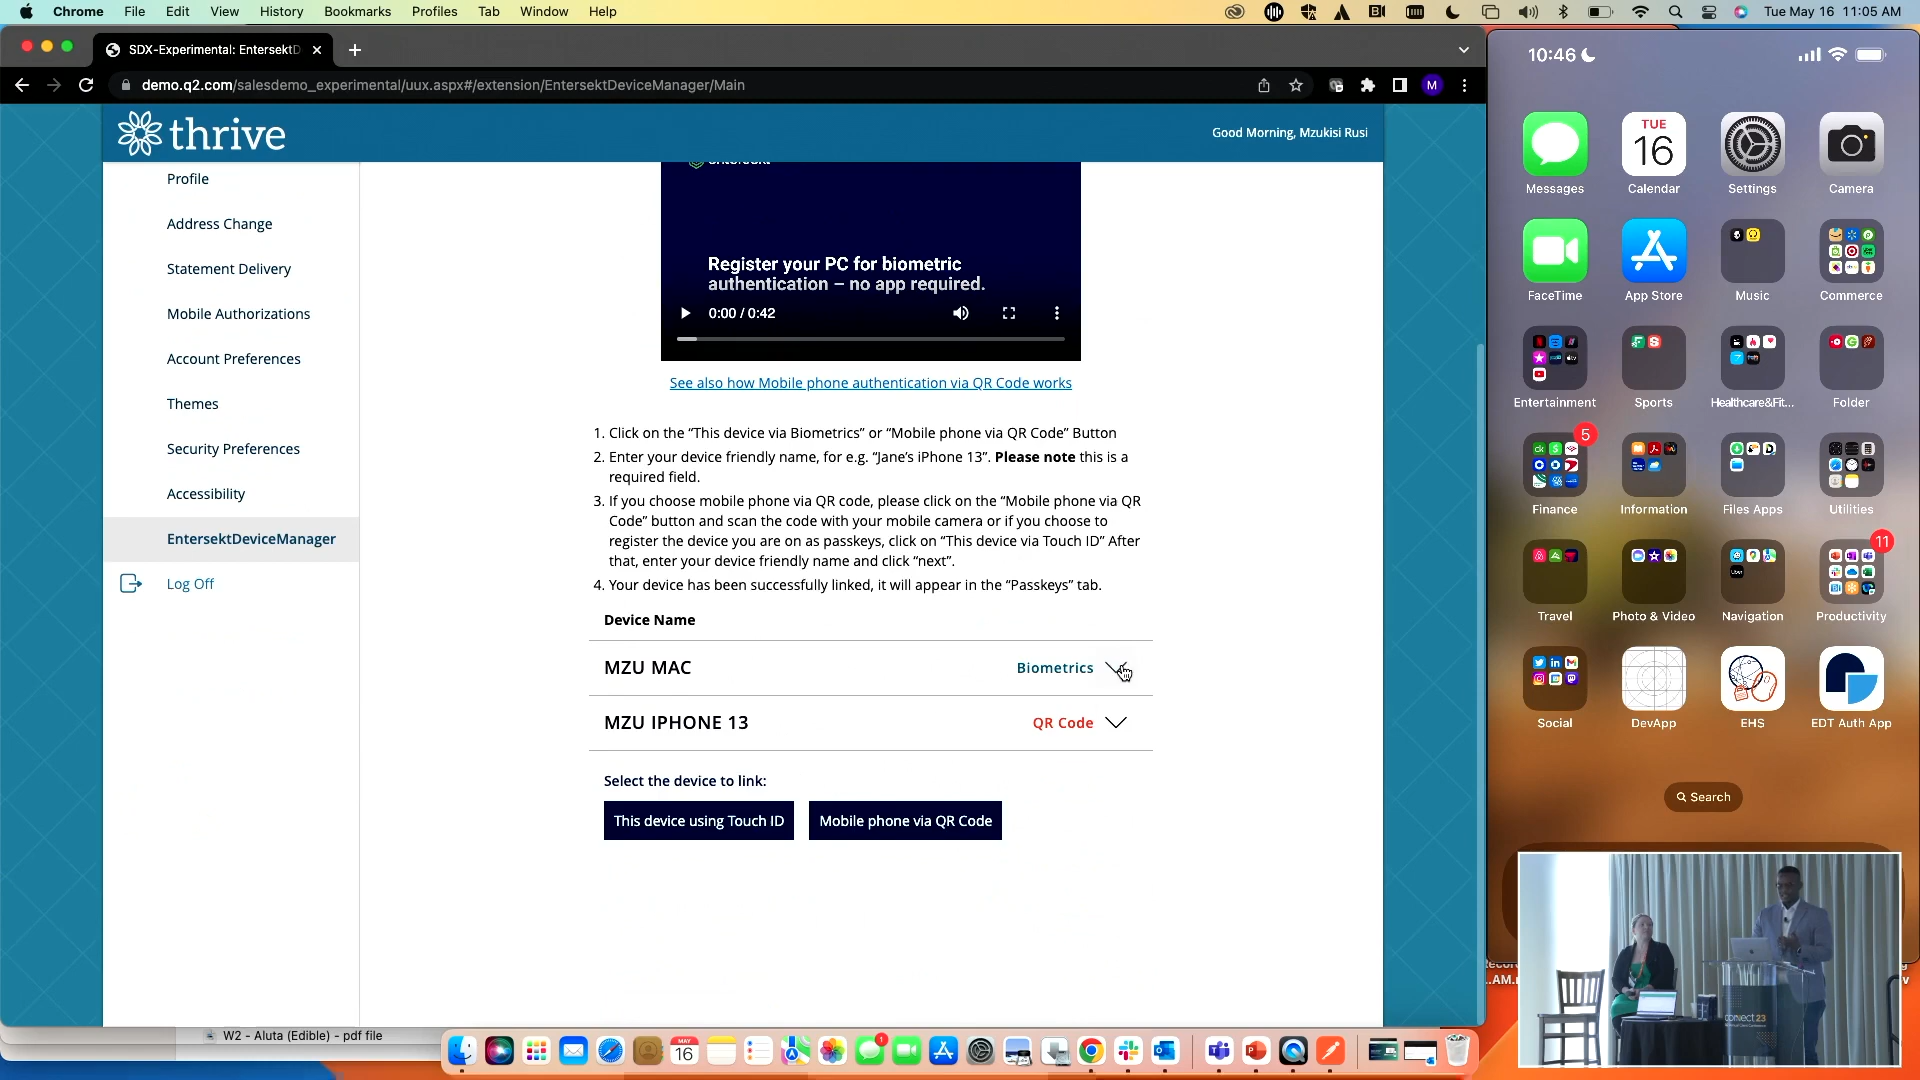 Chrome File Edit View History Bookmarks Profiles Tab Window Help
Tue May 16 11:05 AM
SDX-Experimental: EntersektD
demo.q2.com/salesdemo_experimental/uux.aspx#/extension/EntersektDeviceManager/Main
M
thrive
Good Morning, Mzukisi Rusi
Profile
Address Change
Statement Delivery
Mobile Authorizations
Account Preferences
Themes
Security Preferences
Accessibility
EntersektDeviceManager
Log Off
Register your PC for biometric
authentication – no app required.
0:00 / 0:42
See also how Mobile phone authentication via QR Code works
1. Click on the “This device via Biometrics” or “Mobile phone via QR Code” Button
2. Enter your device friendly name, for e.g. “Jane’s iPhone 13”. Please note this is a
required field.
3. If you choose mobile phone via QR code, please click on the “Mobile phone via QR
Code” button and scan the code with your mobile camera or if you choose to
register the device you are on as passkeys, click on “This device via Touch ID” After
that, enter your device friendly name and click “next”.
4. Your device has been successfully linked, it will appear in the “Passkeys” tab.
Device Name
MZU MAC Biometrics
MZU IPHONE 13 QR Code
Select the device to link:
This device using Touch ID Mobile phone via QR Code
W2 - Aluta (Edible) - pdf file
10:46
TUE
16
Messages Calendar Settings Camera
FaceTime App Store Music Commerce
Entertainment Sports Healthcare&Fit... Folder
5
Finance Information Files Apps Utilities
11
Travel Photo & Video Navigation Productivity
Social DevApp EHS EDT Auth App
Search
MAY
16
1
connect 23